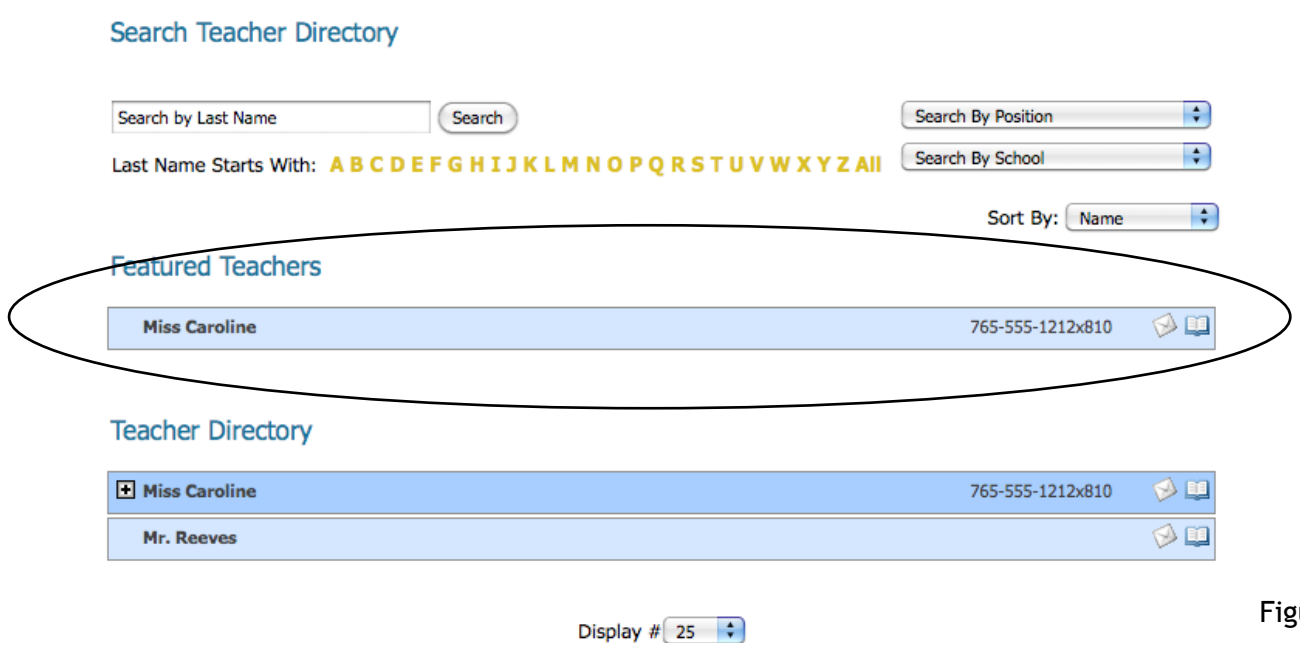 Search Teacher Directory
Search by Last Name Search Search By Position
Last Name Starts With: A B C D E F G H I J K L M N O P Q R S T U V W X Y Z All Search By School
Sort By: Name
Featured Teachers
Miss Caroline 765-555-1212x810
Teacher Directory
Miss Caroline 765-555-1212x810
Mr. Reeves
Display # 25